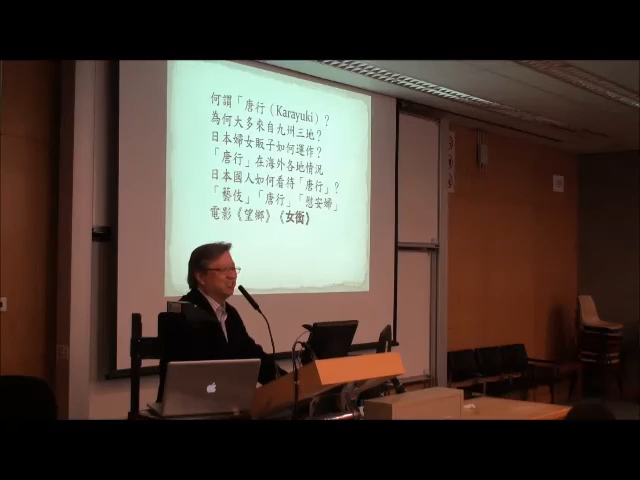 何謂「唐行（Karayuki）？
為何大多來自九州三地？
日本婦女販子如何運作？
「唐行」在海外各地情況
日本國人如何看待「唐行」？
「藝伎」「唐行」「慰安婦」
電影《望鄉》《女衒》